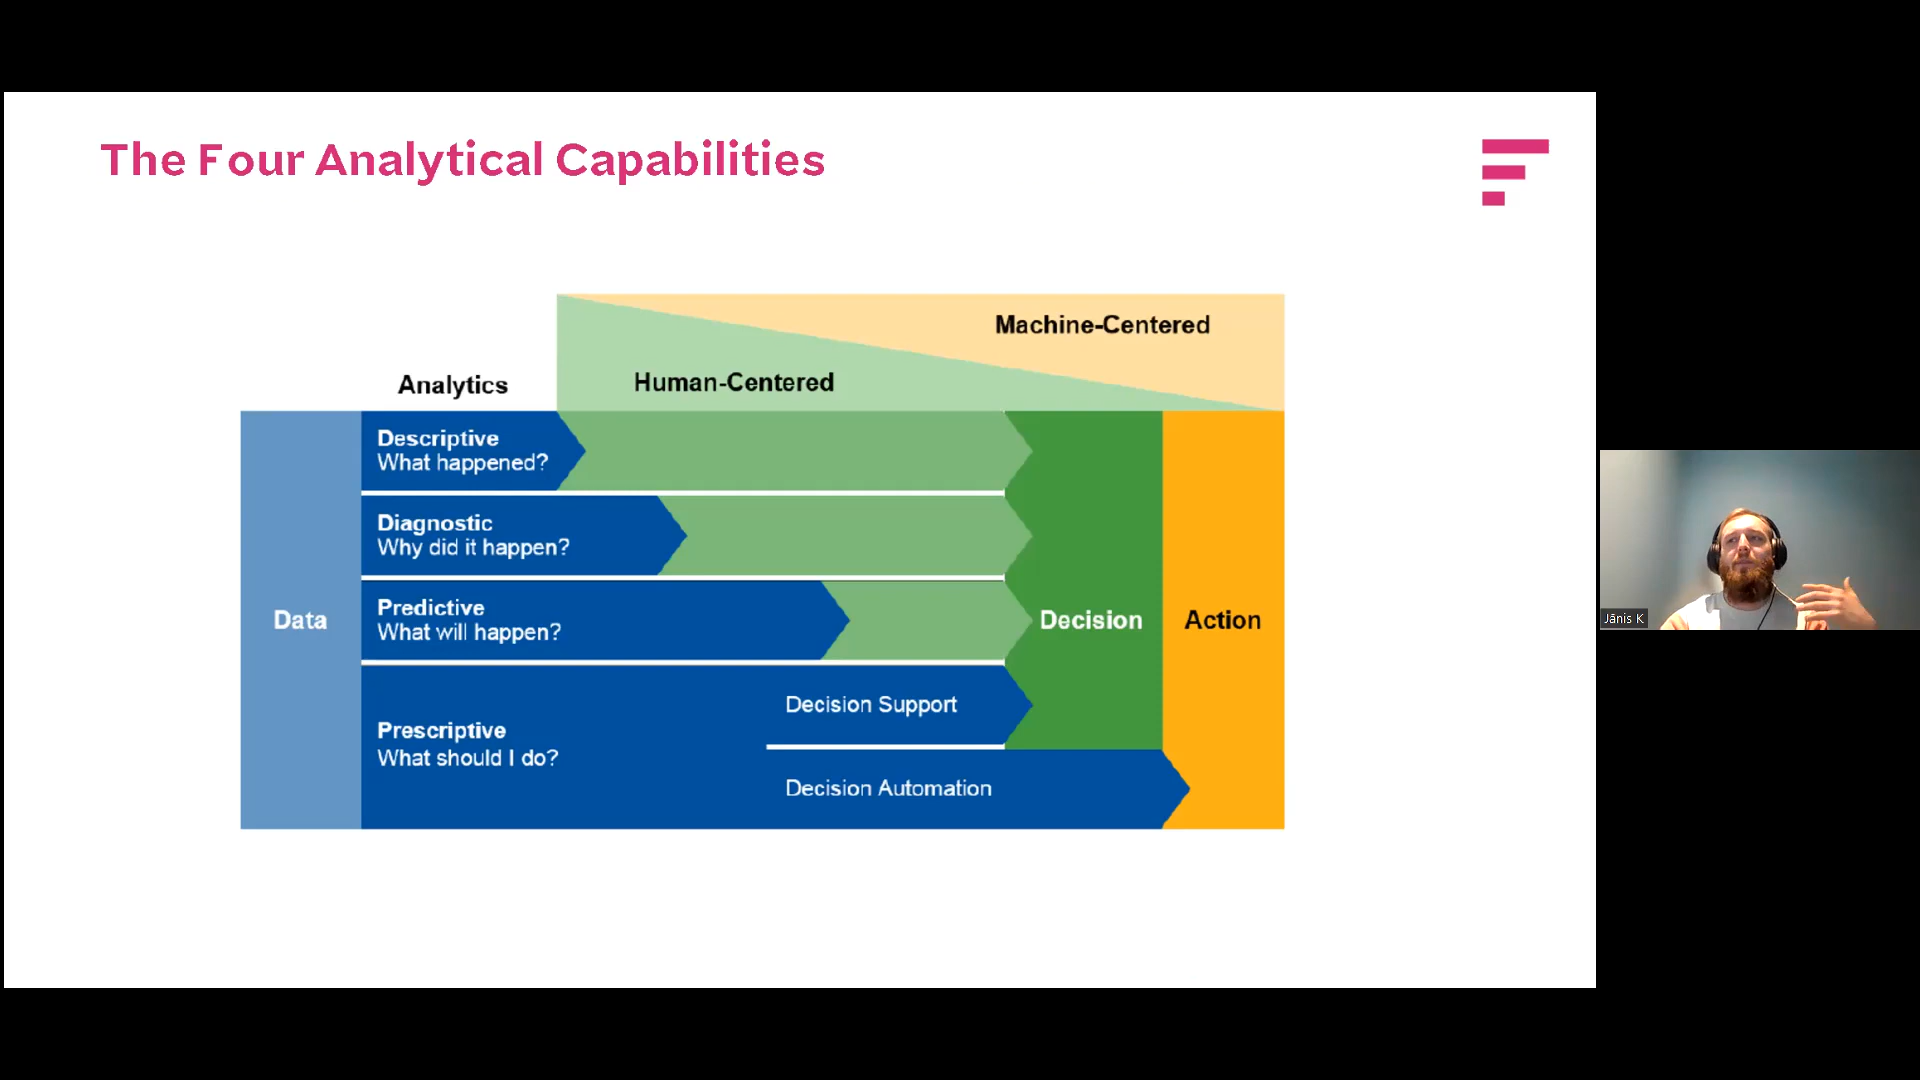 The Four Analytical Capabilities
Machine-Centered
Human-Centered
Analytics
Descriptive
What happened?
Diagnostic
Why did it happen?
Predictive
What will happen?
Data
Decision
Action
Decision Support
Prescriptive
What should I do?
Decision Automation
Jānis K